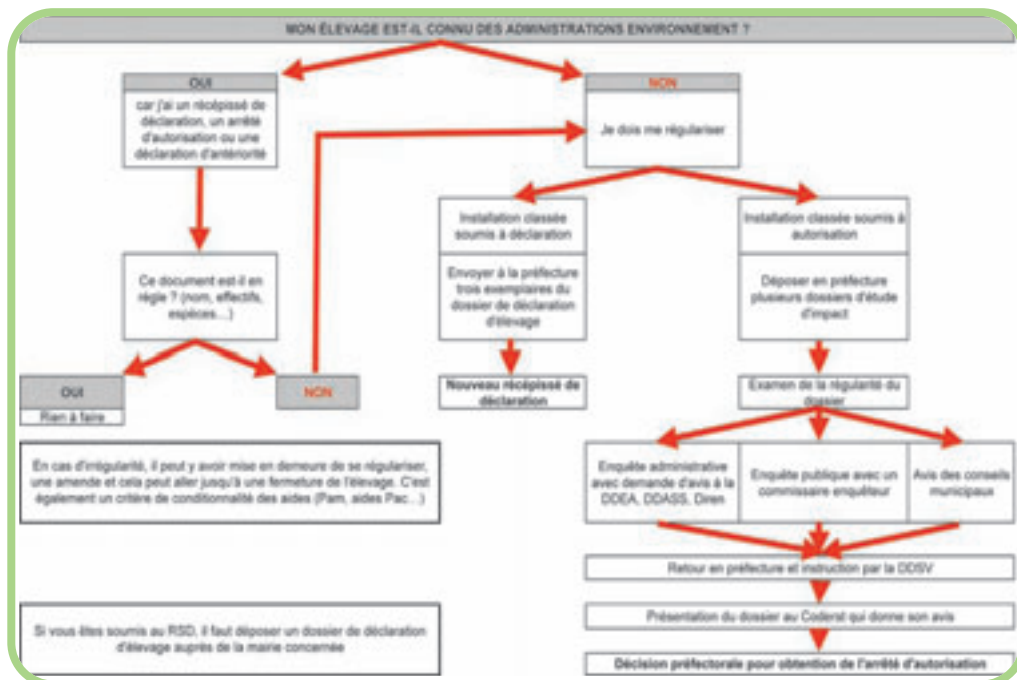 MON ÉLEVAGE EST-IL CONNU DES ADMINISTRATIONS ENVIRONNEMENT ?
OUI
car j'ai un récépissé de
déclaration, un arrêté
d'autorisation ou une
déclaration d'antériorité
NON
Je dois me régulariser
Ce document est-il en
règle ? (nom, effectifs,
espèces…)
OUI
Rien à faire
NON
Installation classée
soumis à déclaration
Envoyer à la préfecture
trois exemplaires du
dossier de déclaration
d'élevage
Nouveau récépissé de
déclaration
Installation classée soumis à
autorisation
Déposer en préfecture
plusieurs dossiers d'étude
d'impact
Examen de la régularité du
dossier
Enquête administrative
avec demande d'avis à la
DDEA, DDASS, Diren
Enquête publique avec un
commissaire enquêteur
Avis des conseils
municipaux
Retour en préfecture et instruction par la DDSV
Présentation du dossier au Coderst qui donne son avis
Décision préfectorale pour obtention de l'arrêté d'autorisation
En cas d'irrégularité, il peut y avoir mise en demeure de se régulariser,
une amende et cela peut aller jusqu'à une fermeture de l'élevage. C'est
également un critère de conditionnalité des aides (Pam, aides Pac…)
Si vous êtes soumis au RSD, il faut déposer un dossier de déclaration
d'élevage auprès de la mairie concernée